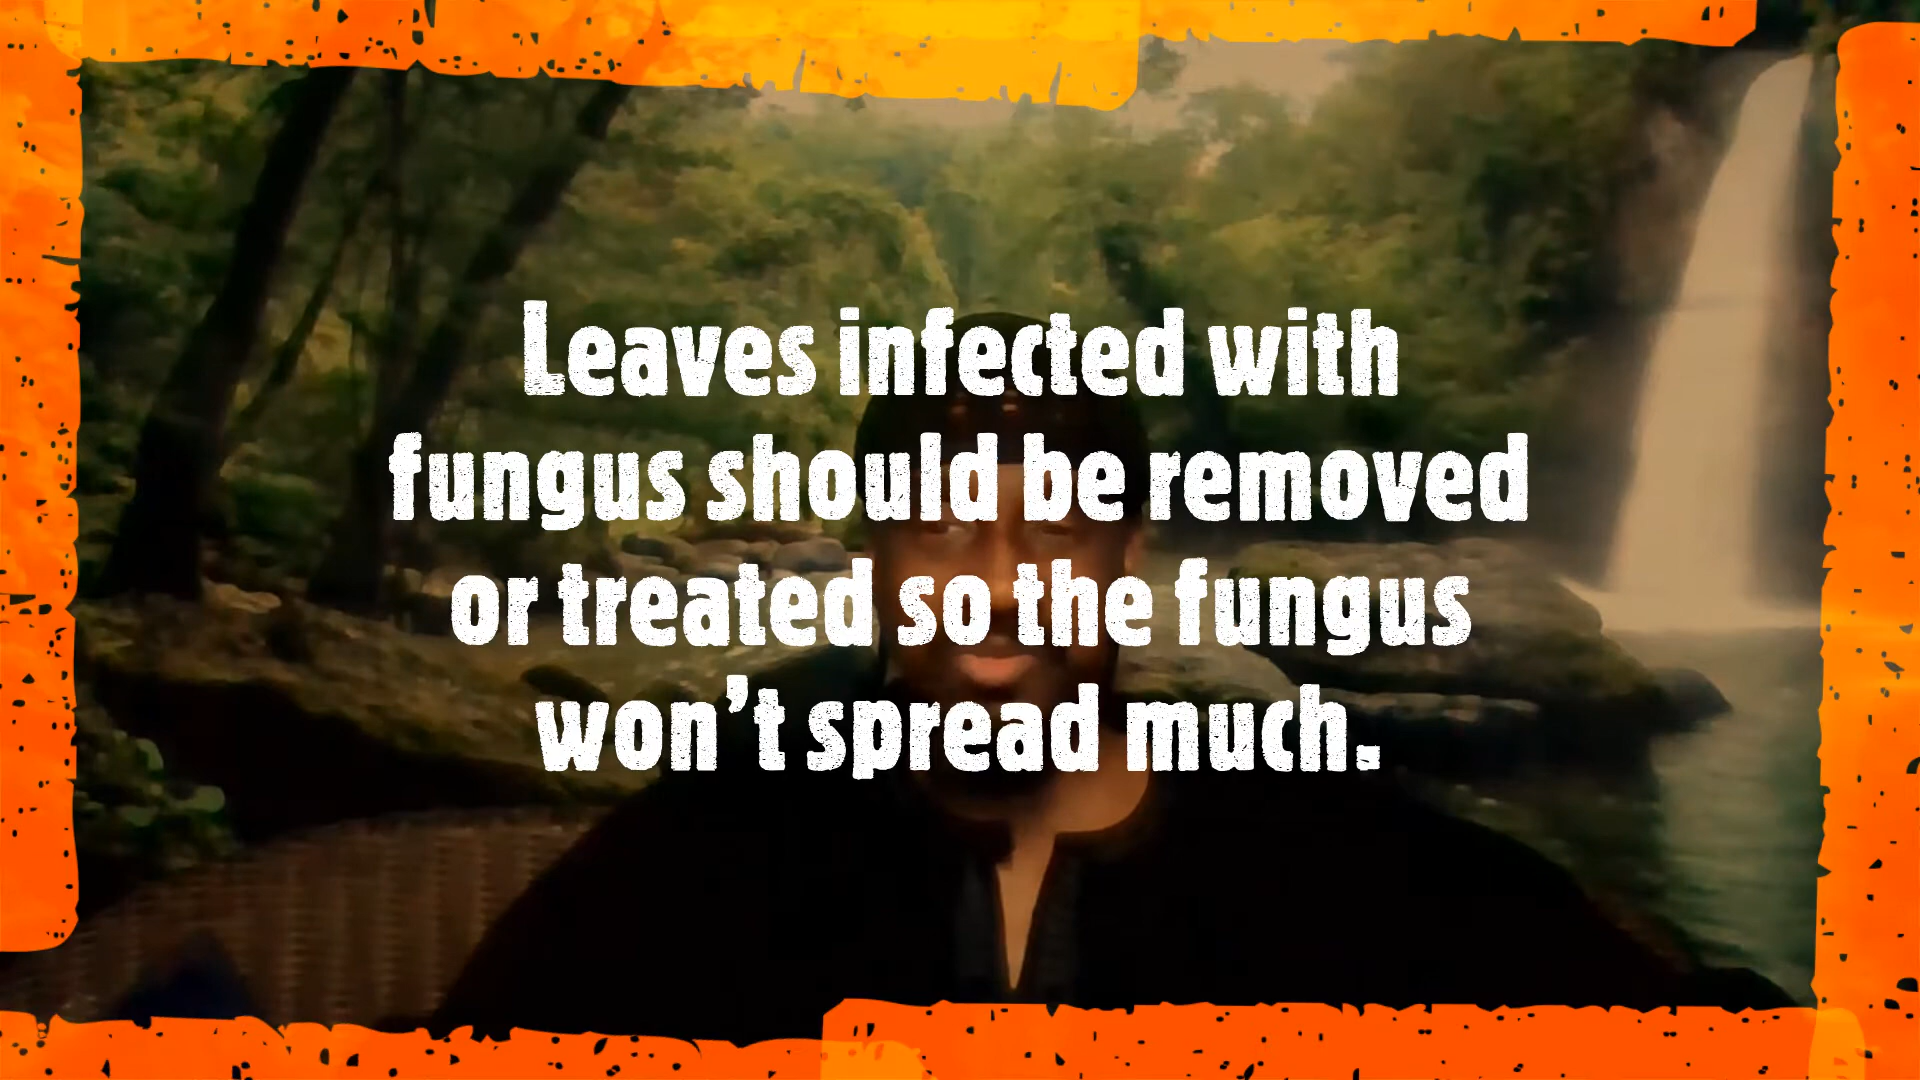 Leaves infected with
fungus should be removed
or treated so the fungus
won't spread much.